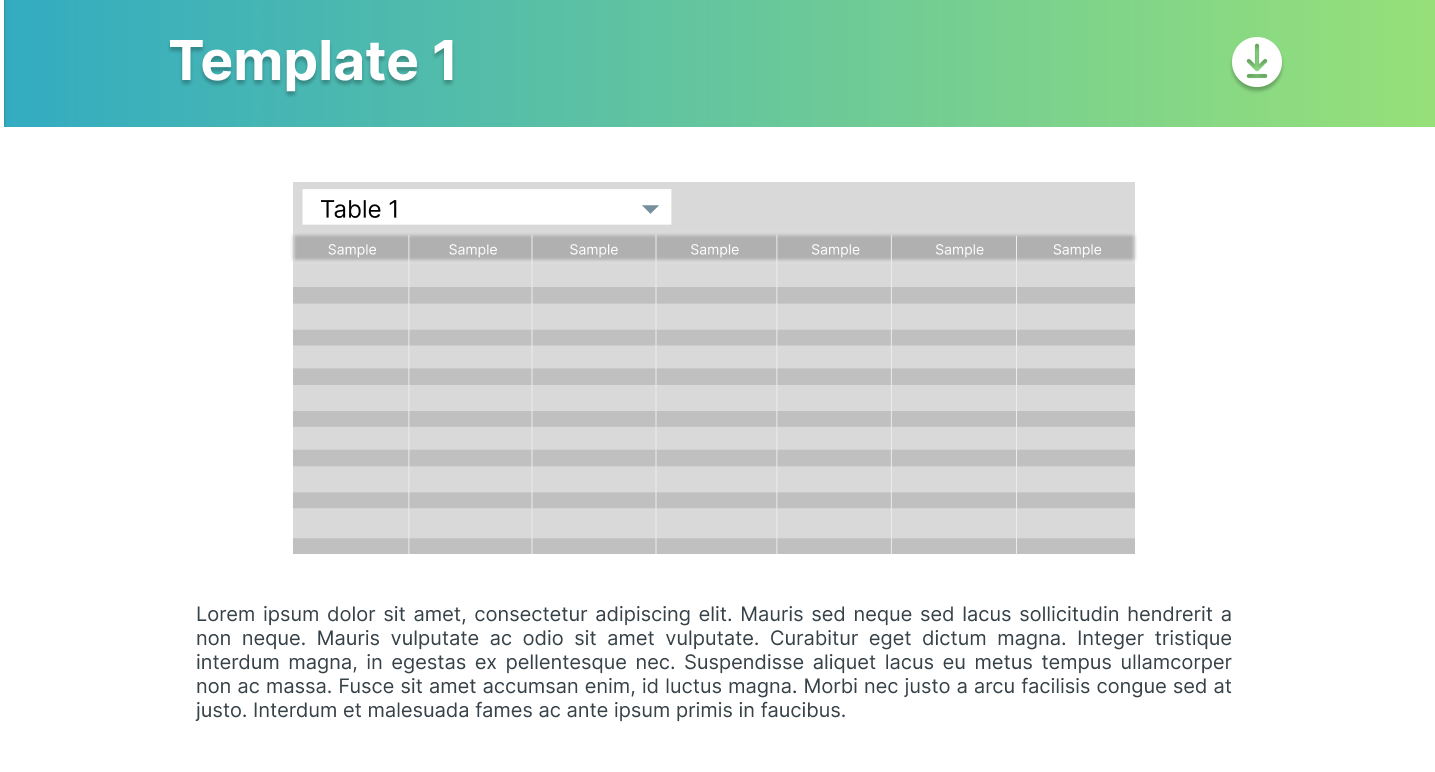 Template 1
Table 1
Sample Sample Sample Sample Sample Sample Sample
Lorem ipsum dolor sit amet, consectetur adipiscing elit. Mauris sed neque sed lacus sollicitudin hendrerit a
non neque. Mauris vulputate ac odio sit amet vulputate. Curabitur eget dictum magna. Integer tristique
interdum magna, in egestas ex pellentesque nec. Suspendisse aliquet lacus eu metus tempus ullamcorper
non ac massa. Fusce sit amet accumsan enim, id luctus magna. Morbi nec justo a arcu facilisis congue sed at
justo. Interdum et malesuada fames ac ante ipsum primis in faucibus.